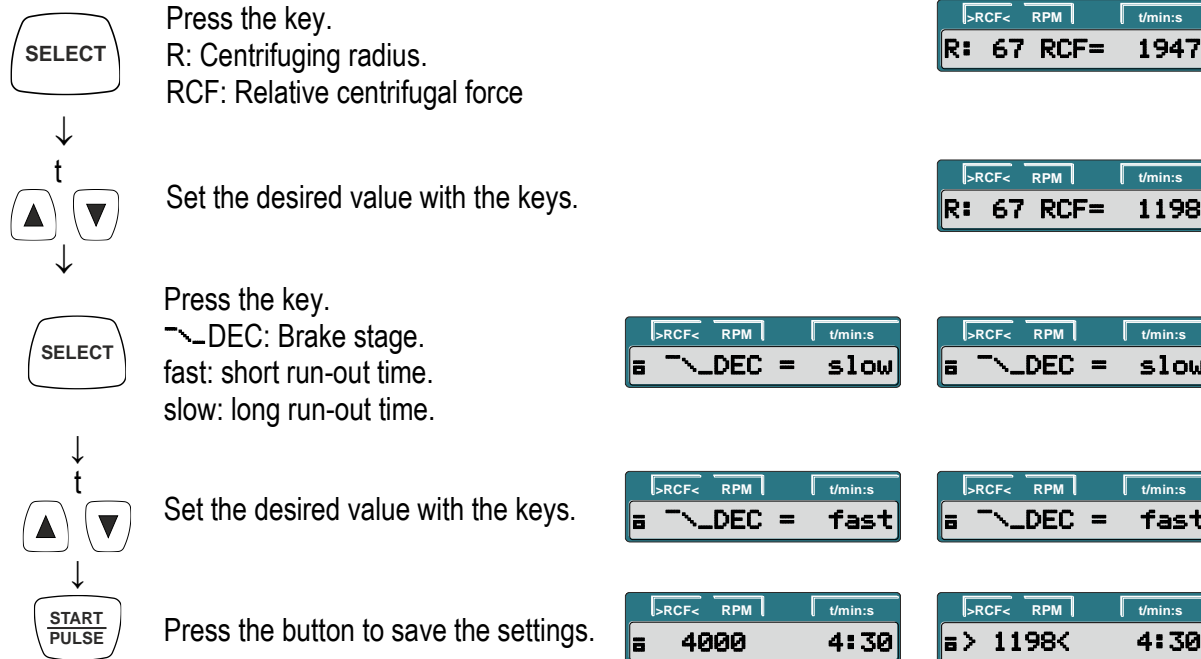 SELECT
Press the key.
R: Centrifuging radius.
RCF: Relative centrifugal force
>RCF< RPM t/min:s
R: 67 RCF= 1947
↓
t
▲ ▼
Set the desired value with the keys.
>RCF< RPM t/min:s
R: 67 RCF= 1198
↓
SELECT
Press the key.
DEC: Brake stage.
fast: short run-out time.
slow: long run-out time.
>RCF< RPM t/min:s
DEC = slow
>RCF< RPM t/min:s
DEC = slow
↓
t
▲ ▼
Set the desired value with the keys.
>RCF< RPM t/min:s
DEC = fast
>RCF< RPM t/min:s
DEC = fast
↓
START
PULSE
Press the button to save the settings.
>RCF< RPM t/min:s
4000 4:30
>RCF< RPM t/min:s
> 1198< 4:30